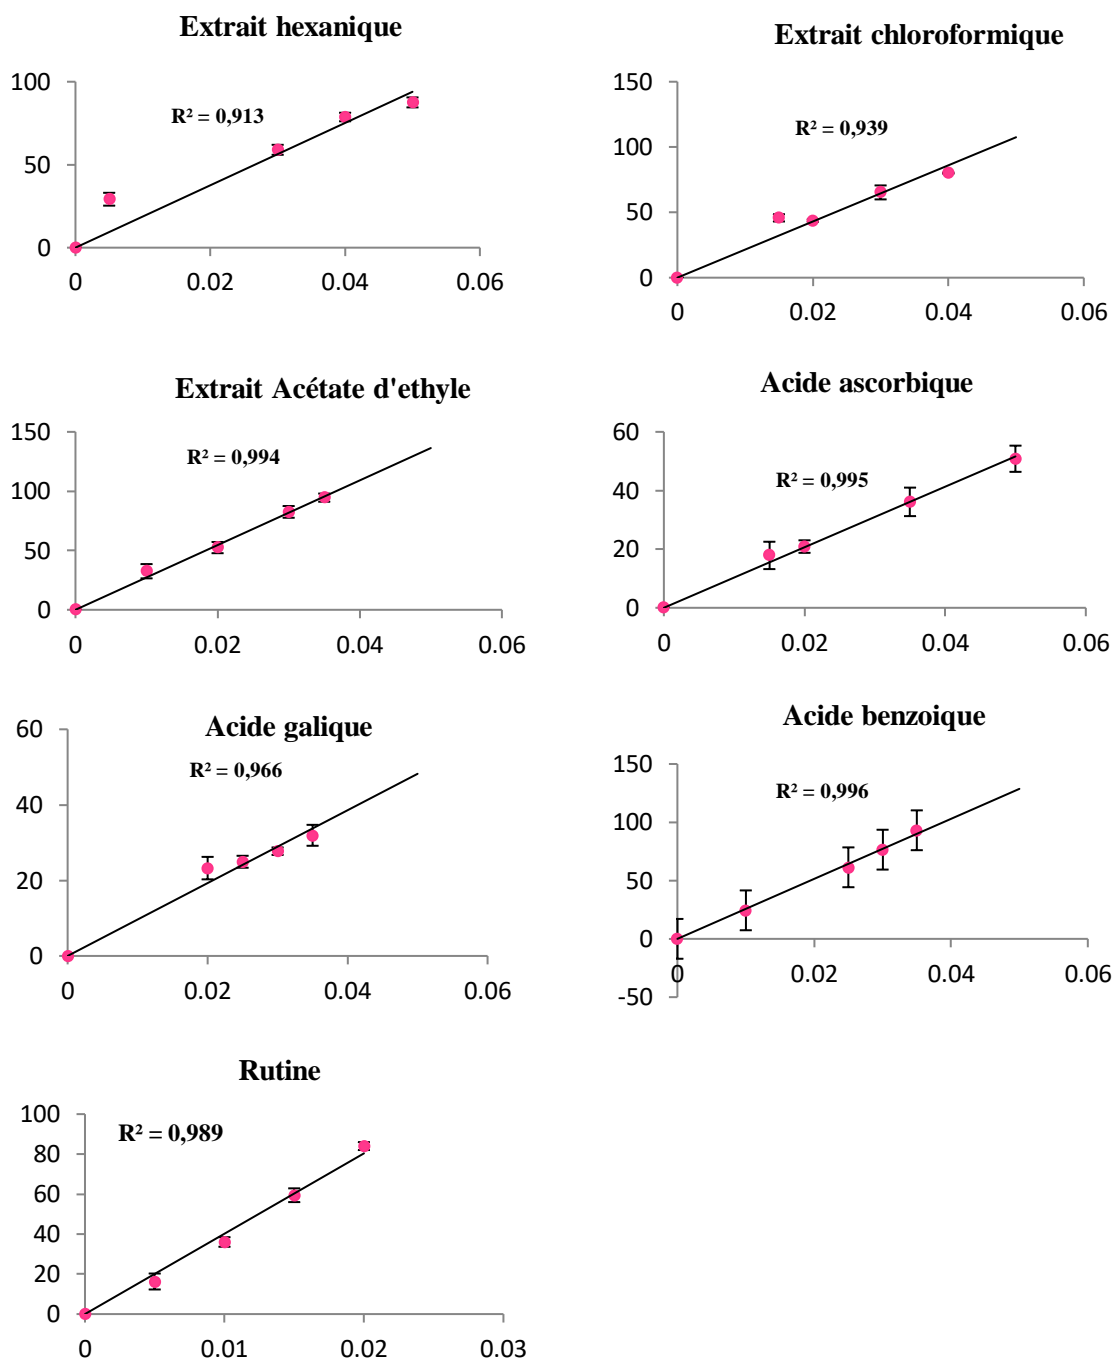 Extrait hexanique
R² = 0,913
100
50
0
0 0.02 0.04 0.06
Extrait chloroformique
R² = 0,939
150
100
50
0
0 0.02 0.04 0.06
Extrait Acétate d'ethyle
R² = 0,994
150
100
50
0
0 0.02 0.04 0.06
Acide ascorbique
R² = 0,995
60
40
20
0
0 0.02 0.04 0.06
Acide galique
R² = 0,966
60
40
20
0
0 0.02 0.04 0.06
Acide benzoique
R² = 0,996
150
100
50
0
-50
0 0.02 0.04 0.06
Rutine
R² = 0,989
100
80
60
40
20
0
0 0.01 0.02 0.03